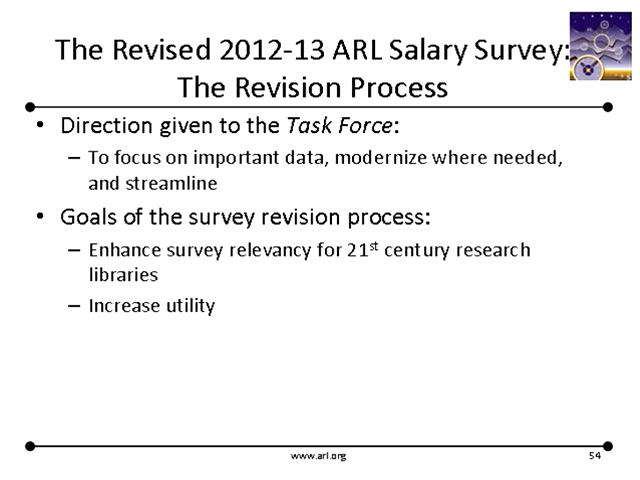 The Revised 2012-13 ARL Salary Survey:
The Revision Process
• Direction given to the Task Force:
– To focus on important data, modernize where needed,
and streamline
• Goals of the survey revision process:
– Enhance survey relevancy for 21st century research
libraries
– Increase utility
www.arl.org
54